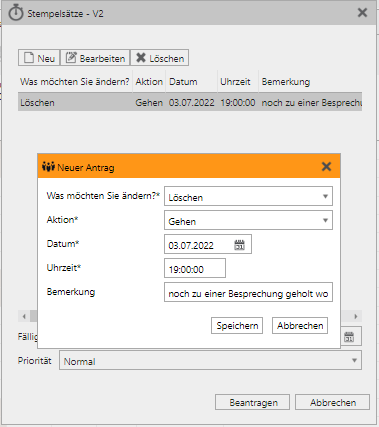 Stempelsätze - V2
Neu Bearbeiten Löschen
Was möchten Sie ändern? Aktion Datum Uhrzeit Bemerkung
Löschen Gehen 03.07.2022 19:00:00 noch zu einer Besprechu
Neuer Antrag
Was möchten Sie ändern?* Löschen
Aktion* Gehen
Datum* 03.07.2022
Uhrzeit* 19:00:00
Bemerkung noch zu einer Besprechung geholt wo
Speichern Abbrechen
Fällig
Priorität Normal
Beantragen Abbrechen